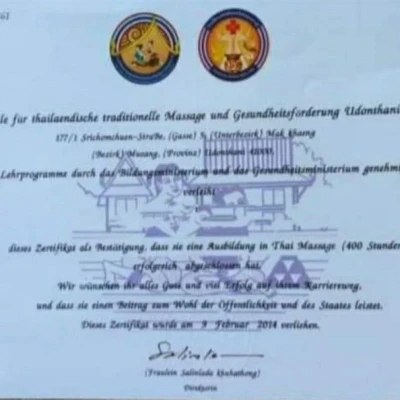 le für thailaendische traditionelle Massage und Gesundheitsforderung Udonthani
177/1 Srichomchuen-Straße, (Gasse) 5, (Unterbezirk) Mak khaeng
(Bezirk) Mueang, (Provinz) Udonthani 41000,
Lehrprogramme durch das Bildungsministerium und das Gesundheitsministerium genehmi
verleiht
dieses Zertifikat als Bestätigung, dass sie eine Ausbildung in Thai Massage (400 Stunden
erfolgreich abgeschlossen hat.
Wir wünschen ihr alles Gute und viel Erfolg auf ihrem Karriereweg,
und dass sie einen Beitrag zum Wohl der Öffentlichkeit und des Staates leistet.
Dieses Zertifikat wurde am 9 Februar 2014 verliehen.
(Fraulein Salinlada khuhathong)
Direktorin